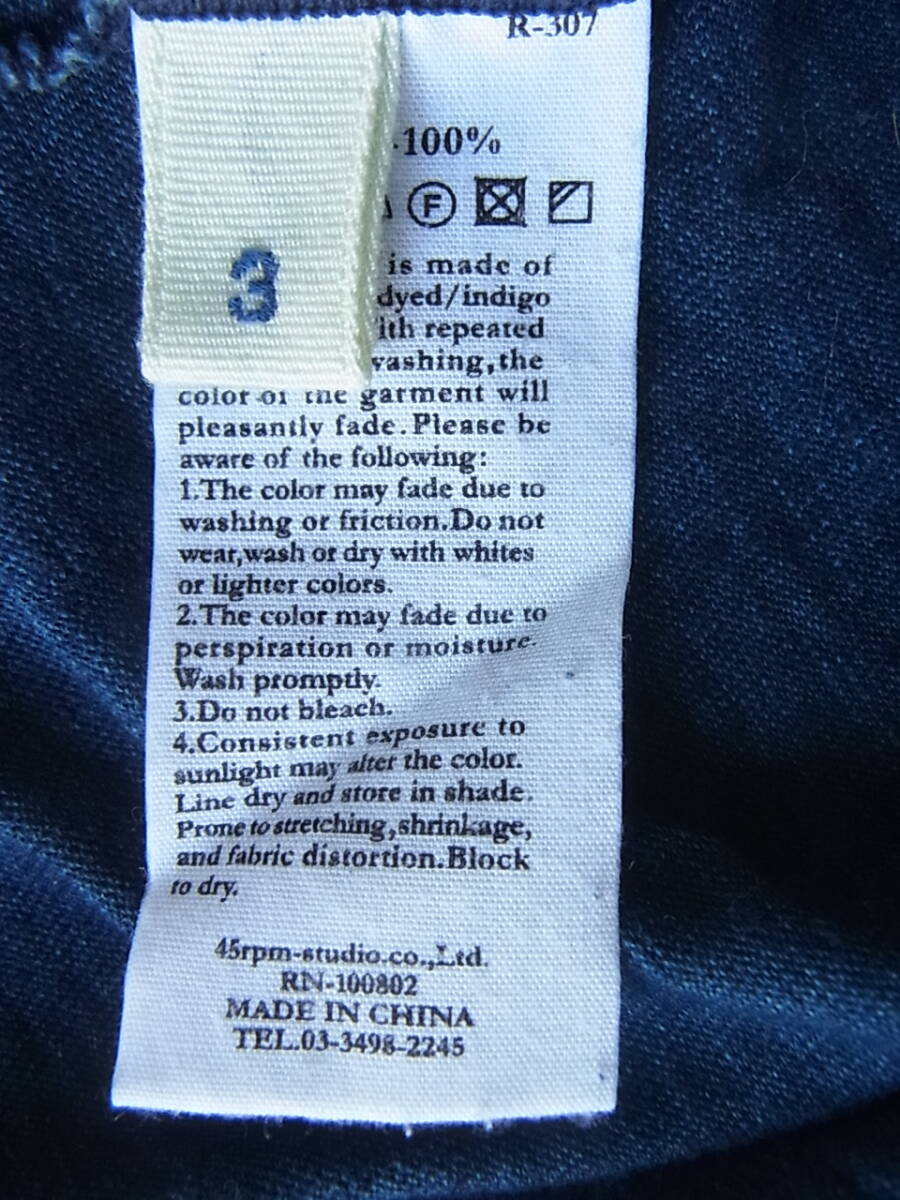 R-307
100%
F
3
is made of
dyed/indigo
ith repeated
washing,the
color of the garment will
pleasantly fade.Please be
aware of the following:
1.The color may fade due to
washing or friction.Do not
wear,wash or dry with whites
or lighter colors.
2.The color may fade due to
perspiration or moisture.
Wash promptly.
3.Do not bleach.
4.Consistent exposure to
sunlight may alter the color.
Line dry and store in shade.
Prone to stretching,shrinkage,
and fabric distortion.Block
to dry.
45rpm-studio.co.,Ltd.
RN-100802
MADE IN CHINA
TEL.03-3498-2245